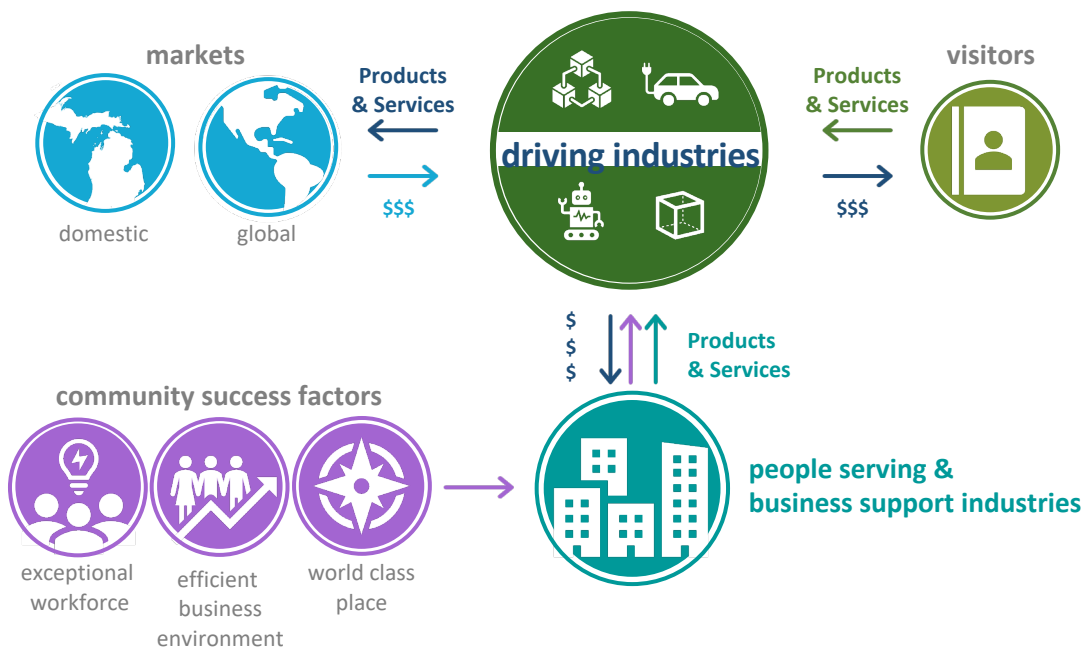 markets
domestic
global
Products
& Services
$$$
driving industries
Products
& Services
$$$
visitors
$
$
$
Products
& Services
community success factors
exceptional
workforce
efficient
business
environment
world class
place
people serving &
business support industries